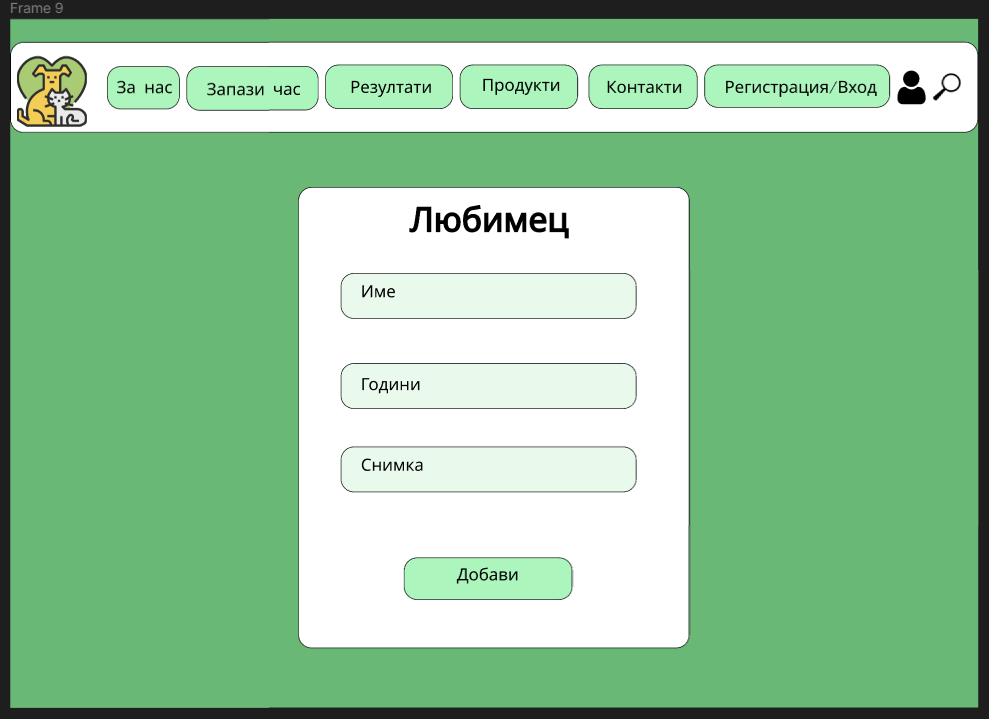 Frame 9
За нас
Запази час
Резултати
Продукти
Контакти
Регистрация/Вход
Любимец
Име
Години
Снимка
Добави